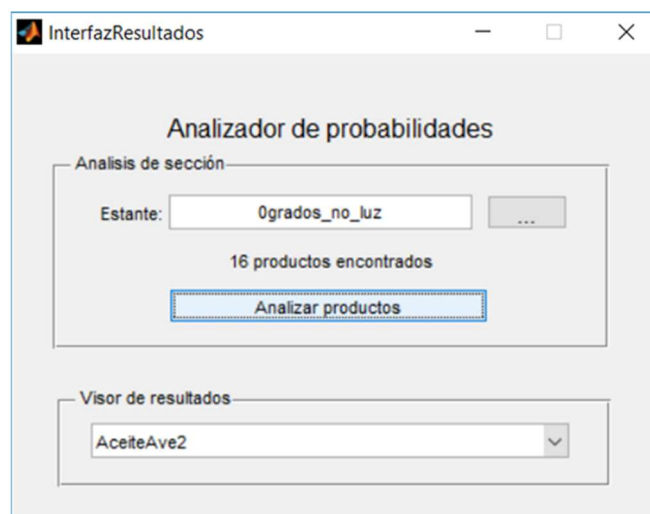 InterfazResultados
Analizador de probabilidades
Analisis de sección
Estante: 0grados_no_luz ...
16 productos encontrados
Analizar productos
Visor de resultados
AceiteAve2